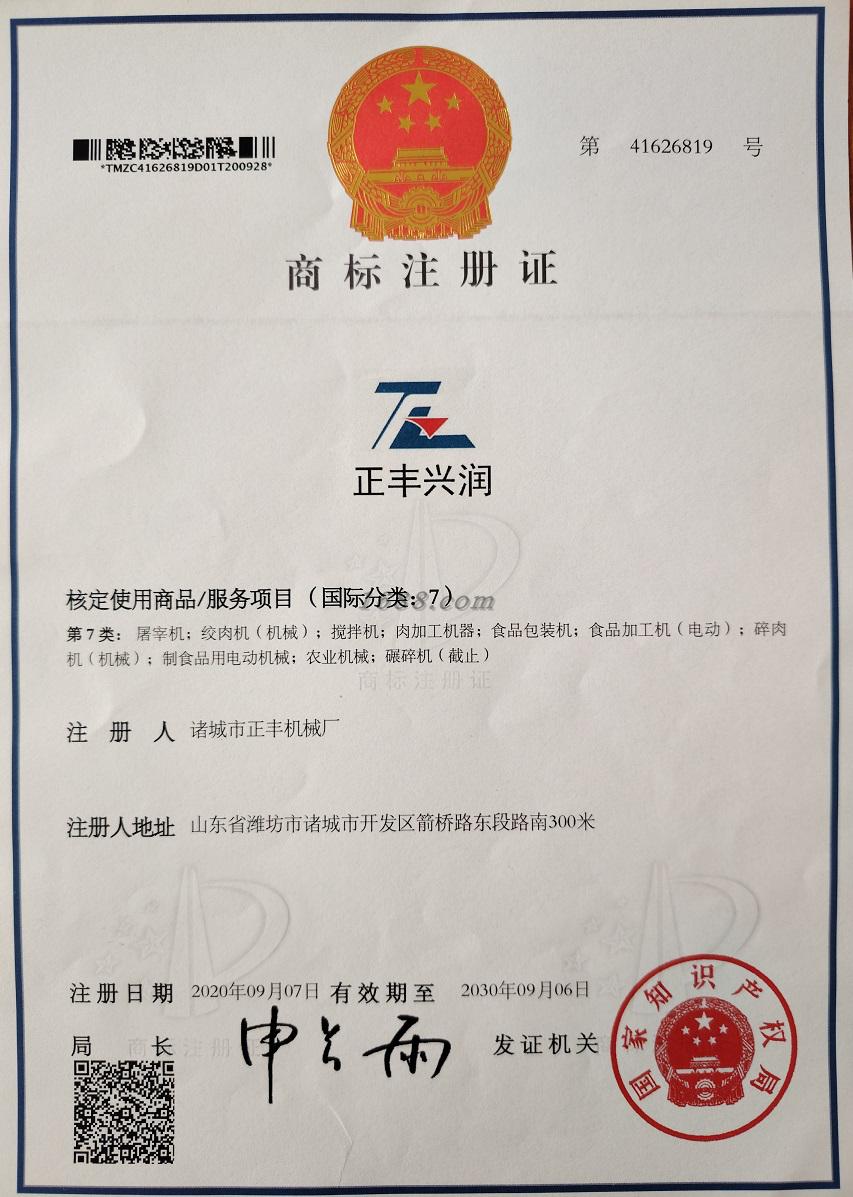 *TMZC41626819D01T200928*
第 41626819 号
商标注册证
正丰兴润
核定使用商品/服务项目（国际分类：7）
第7类：屠宰机；绞肉机（机械）；搅拌机；肉加工机器；食品包装机；食品加工机（电动）；碎肉
机（机械）；制食品用电动机械；农业机械；碾碎机（截止）
商标注册证
注册人 诸城市正丰机械厂
注册人地址 山东省潍坊市诸城市开发区箭桥路东段路南300米
注册日期 2020年09月07日 有效期至 2030年09月06日
局长 申长雨 发证机关
国家知识产权局